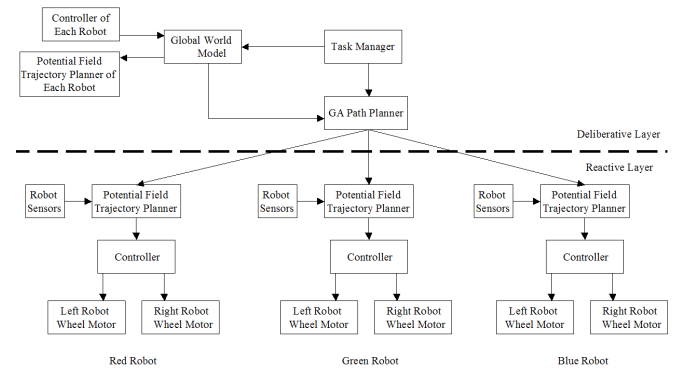 Controller of
Each Robot
Global World
Model
Task Manager
Potential Field
Trajectory Planner of
Each Robot
GA Path Planner
Deliberative Layer
Reactive Layer
Robot
Sensors
Potential Field
Trajectory Planner
Robot
Sensors
Potential Field
Trajectory Planner
Robot
Sensors
Potential Field
Trajectory Planner
Controller
Controller
Controller
Left Robot
Wheel Motor
Right Robot
Wheel Motor
Left Robot
Wheel Motor
Right Robot
Wheel Motor
Left Robot
Wheel Motor
Right Robot
Wheel Motor
Red Robot
Green Robot
Blue Robot